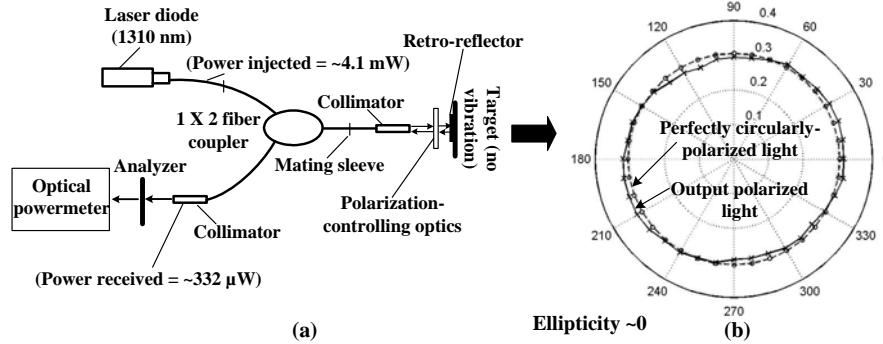 (a)
Laser diode
(1310 nm)
(Power injected = ~4.1 mW)
Retro-reflector
1 X 2 fiber
coupler
Collimator
Mating sleeve
Target (no
vibration)
Polarization-
controlling optics
Analyzer
Optical
powermeter
Collimator
(Power received = ~332 µW)
(a)
90
0.4
120
60
0.3
150
0.2
30
0.1
Perfectly circularly-
polarized light
180
0
Output polarized
light
210
330
240
300
270
Ellipticity ~0
(b)